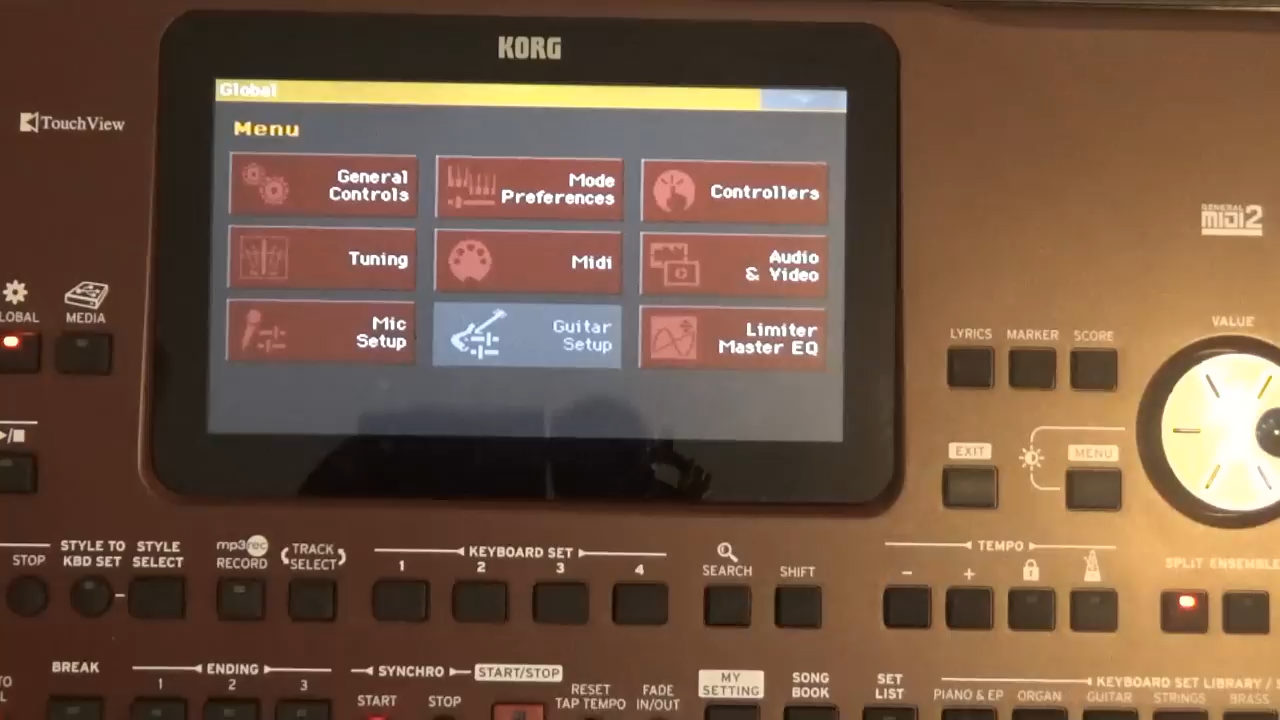 KORG
TouchView
Global
Menu
General
Controls
Mode
Preferences
Controllers
Tuning
Midi
Audio
& Video
Mic
Setup
Guitar
Setup
Limiter
Master EQ
GENERAL
MIDI2
MEDIA
LYRICS
MARKER
SCORE
VALUE
EXIT
MENU
STOP
STYLE TO
KBD SET
STYLE
SELECT
mp3rec
RECORD
TRACK
SELECT
KEYBOARD SET
1
2
3
4
SEARCH
SHIFT
TEMPO
-
+
SPLIT ENSEMBLE
BREAK
ENDING
1
2
3
SYNCHRO
START
STOP
START/STOP
RESET
TAP TEMPO
FADE
IN/OUT
MY
SETTING
SONG
BOOK
SET
LIST
KEYBOARD SET LIBRARY /
PIANO & EP
ORGAN
GUITAR
STRINGS
BRASS